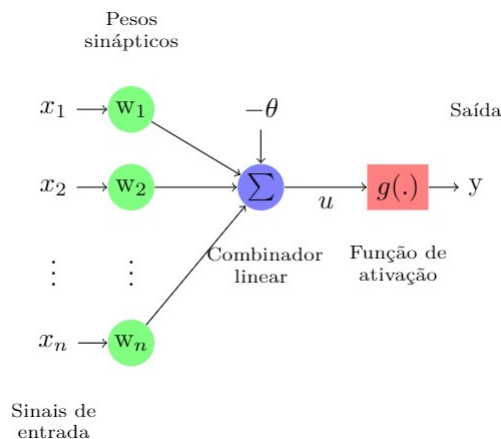 Pesos
sinápticos
x₁
w₁
−θ
Saída
x₂
w₂
∑
u
g(.)
y
⋮
⋮
Combinador
linear
Função de
ativação
xₙ
wₙ
Sinais de
entrada